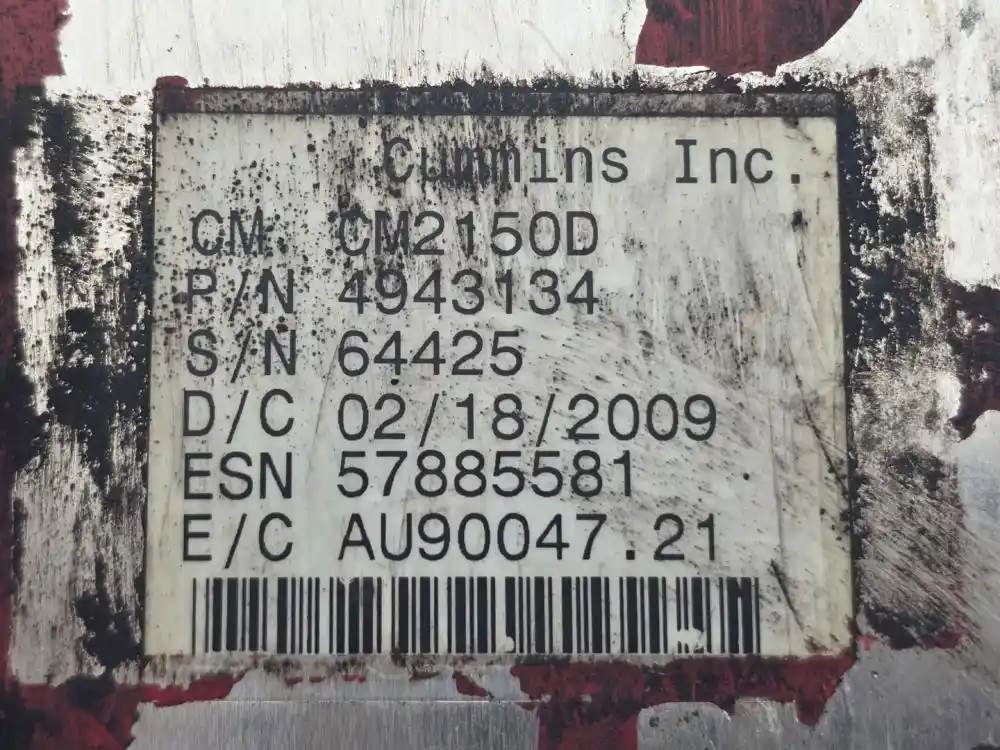 Cummins Inc.
CM. CM2150D
P/N 4943134
S/N 64425
D/C 02/18/2009
ESN 57885581
E/C AU90047.21